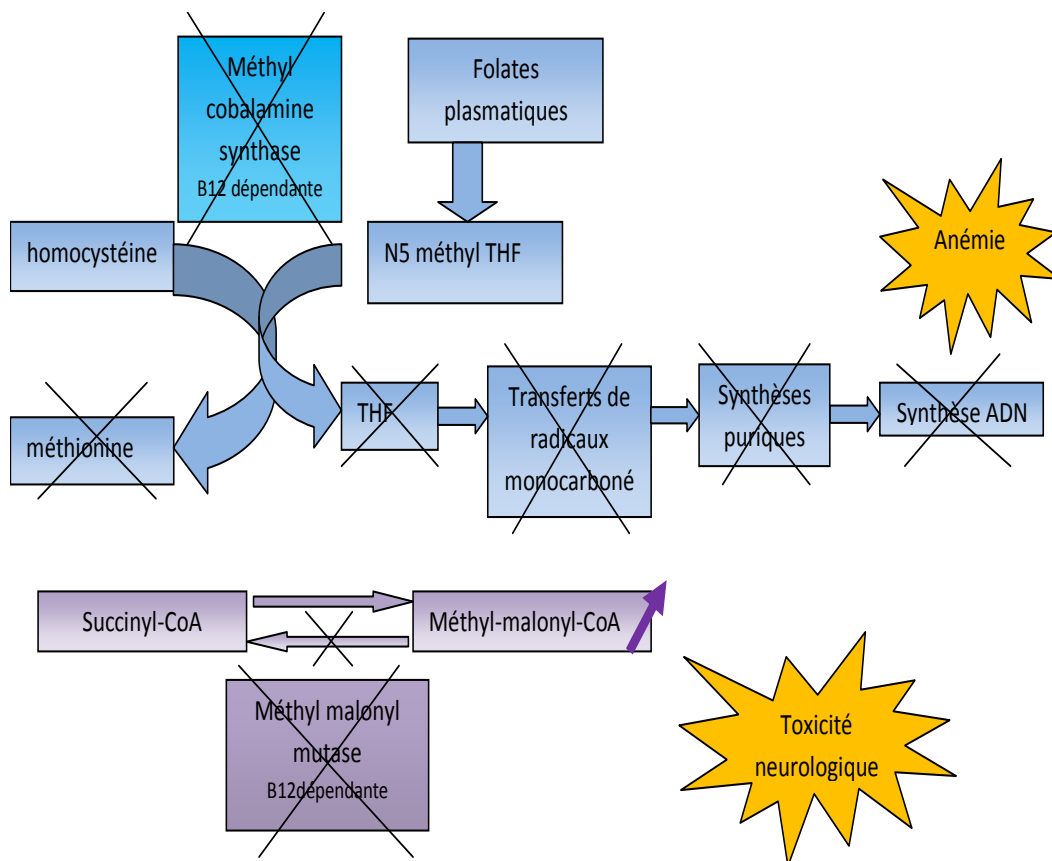 Méthyl
cobalamine
synthase
B12 dépendante
Folates
plasmatiques
homocystéine
N5 méthyl THF
Anémie
méthionine
THF
Transferts de
radicaux
monocarboné
Synthèses
puriques
Synthèse ADN
Succinyl-CoA
Méthyl-malonyl-CoA
Méthyl malonyl
mutase
B12dépendante
Toxicité
neurologique